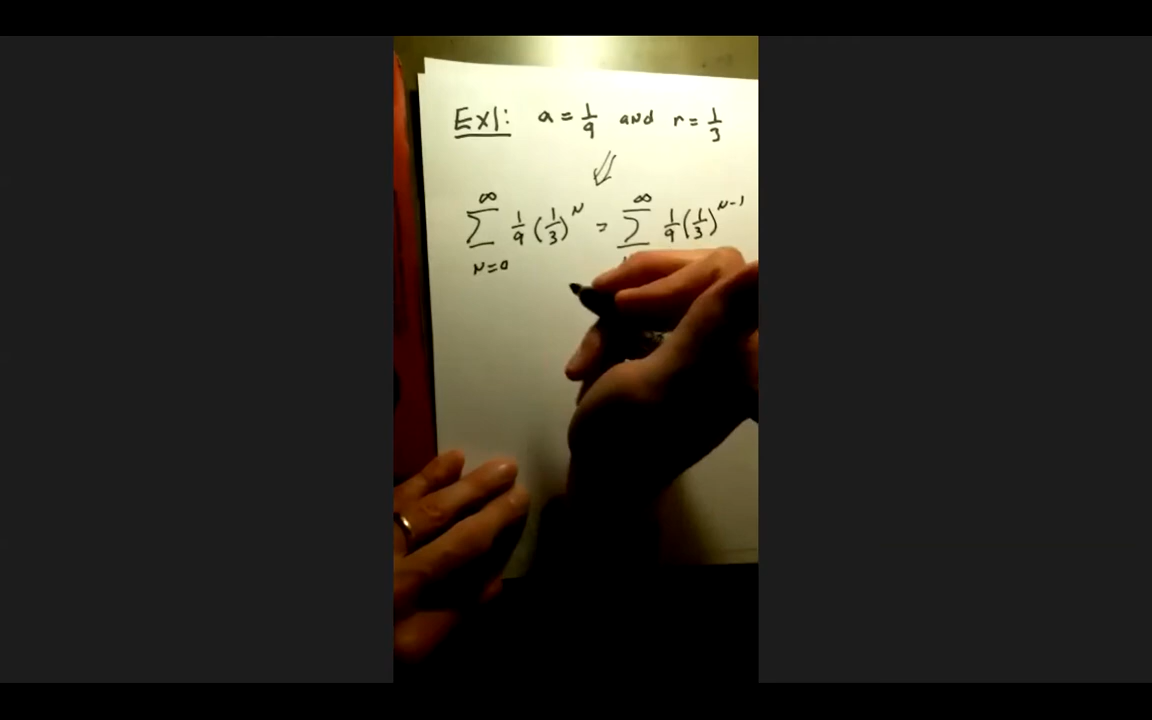 Ex1: a = 1/9 and r = 1/3
∞ ∞
∑ 1/9 (1/3)^N = ∑ 1/9 (1/3)^N-1
N=0